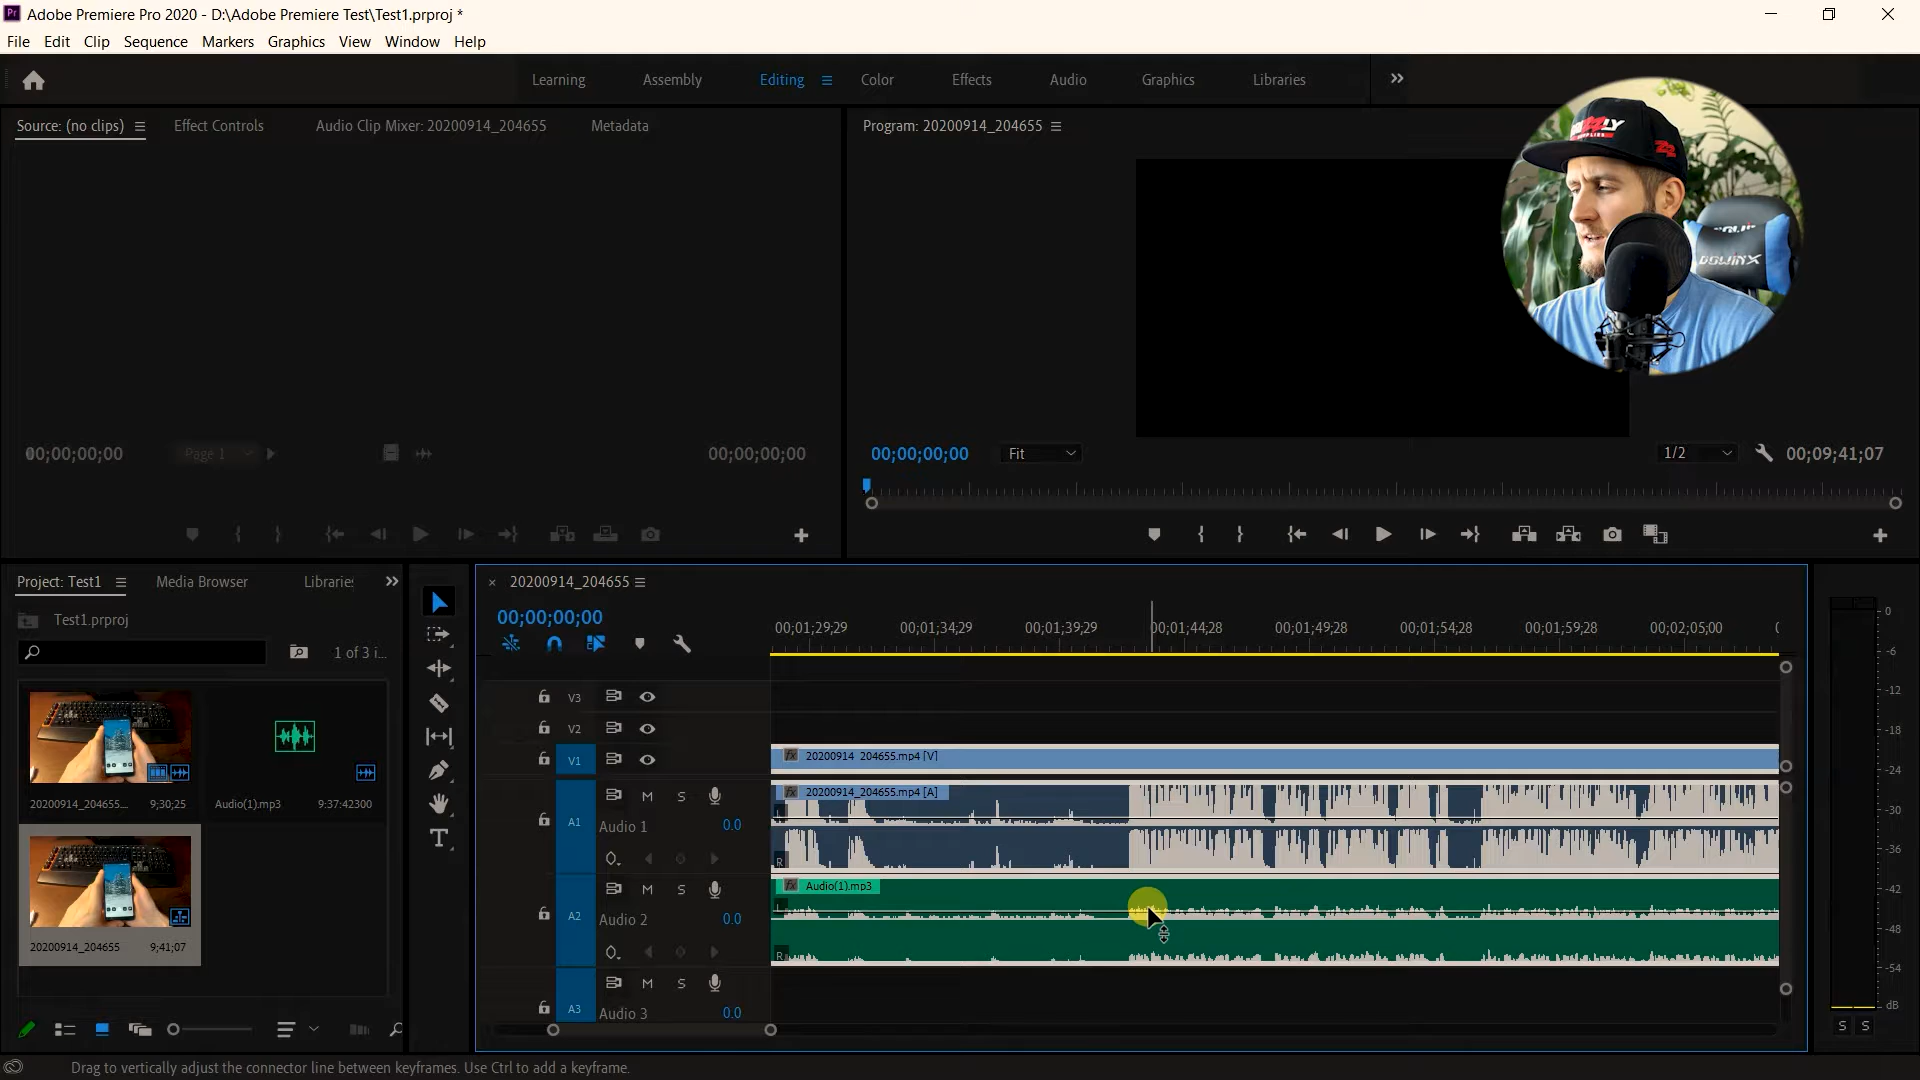 Adobe Premiere Pro 2020 - D:\Adobe Premiere Test\Test1.prproj *
File Edit Clip Sequence Markers Graphics View Window Help
Learning Assembly Editing Color Effects Audio Graphics Libraries
Source: (no clips) Effect Controls Audio Clip Mixer: 20200914_204655 Metadata
Program: 20200914_204655
DSWINX
00;00;00;00 Page 1 00;00;00;00
00;00;00;00 Fit 1/2 00;09;41;07
Project: Test1 Media Browser Libraries
Test1.prproj
1 of 3 i...
20200914_204655... 9;30;25
Audio(1).mp3 9:37:42300
20200914_204655 9;41;07
20200914_204655
00;00;00;00
00;01;29;29 00;01;34;29 00;01;39;29 00;01;44;28 00;01;49;28 00;01;54;28 00;01;59;28 00;02;05;00
V3
V2
V1 fx 20200914_204655.mp4 [V]
A1 M S fx 20200914_204655.mp4 [A]
Audio 1 0.0
L
R
A2 M S fx Audio(1).mp3
Audio 2 0.0
L
R
A3 M S
Audio 3 0.0
0
-6
-12
-18
-24
-30
-36
-42
-48
-54
dB
S S
Drag to vertically adjust the connector line between keyframes. Use Ctrl to add a keyframe.